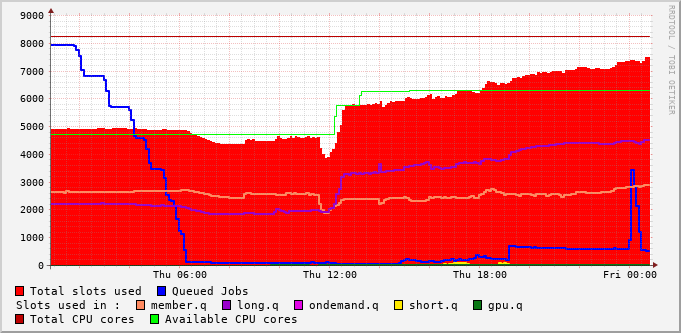 9000
8000
7000
6000
5000
4000
3000
2000
1000
0
Thu 06:00 Thu 12:00 Thu 18:00 Fri 00:00
Total slots used Queued Jobs
Slots used in : member.q long.q ondemand.q short.q gpu.q
Total CPU cores Available CPU cores
RRDTOOL / TOBI OETIKER